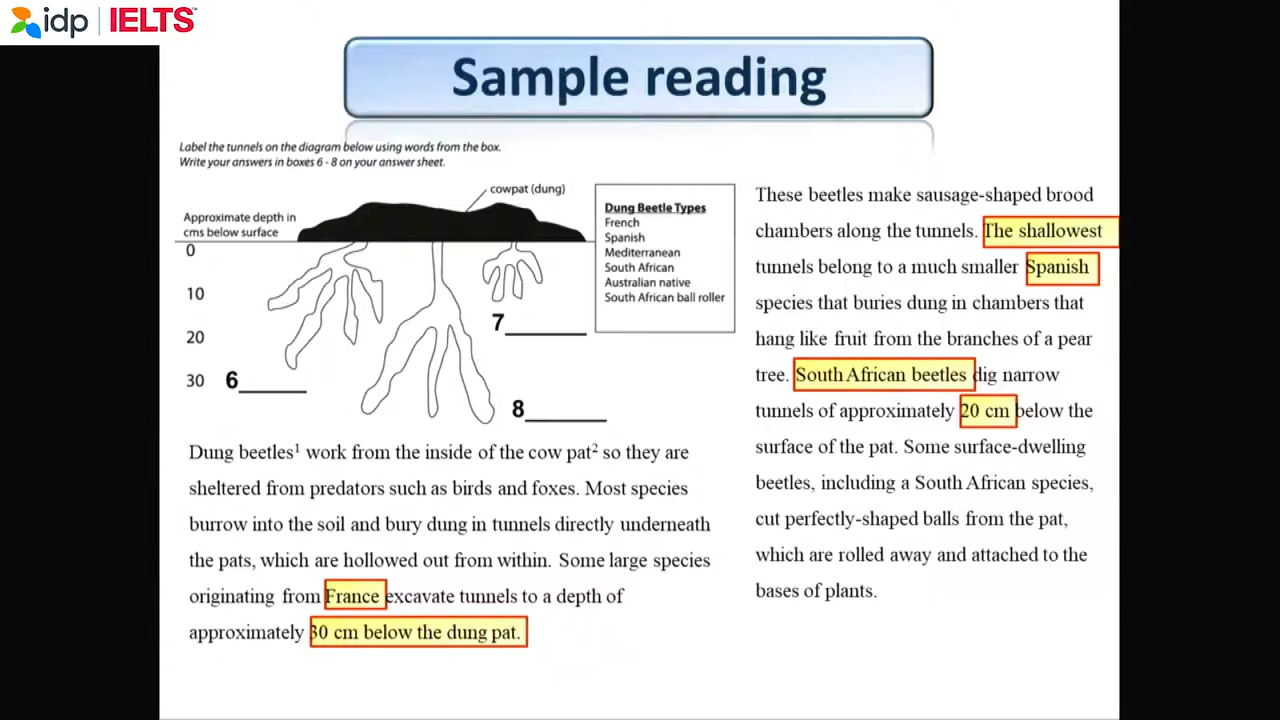 idp IELTS™
Sample reading
Label the tunnels on the diagram below using words from the box.
Write your answers in boxes 6 - 8 on your answer sheet.
cowpat (dung)
Approximate depth in
cms below surface
0
10
20
30
6________
7________
8________
Dung Beetle Types
French
Spanish
Mediterranean
South African
Australian native
South African ball roller
Dung beetles¹ work from the inside of the cow pat² so they are
sheltered from predators such as birds and foxes. Most species
burrow into the soil and bury dung in tunnels directly underneath
the pats, which are hollowed out from within. Some large species
originating from France excavate tunnels to a depth of
approximately 30 cm below the dung pat.
These beetles make sausage-shaped brood
chambers along the tunnels. The shallowest
tunnels belong to a much smaller Spanish
species that buries dung in chambers that
hang like fruit from the branches of a pear
tree. South African beetles dig narrow
tunnels of approximately 20 cm below the
surface of the pat. Some surface-dwelling
beetles, including a South African species,
cut perfectly-shaped balls from the pat,
which are rolled away and attached to the
bases of plants.